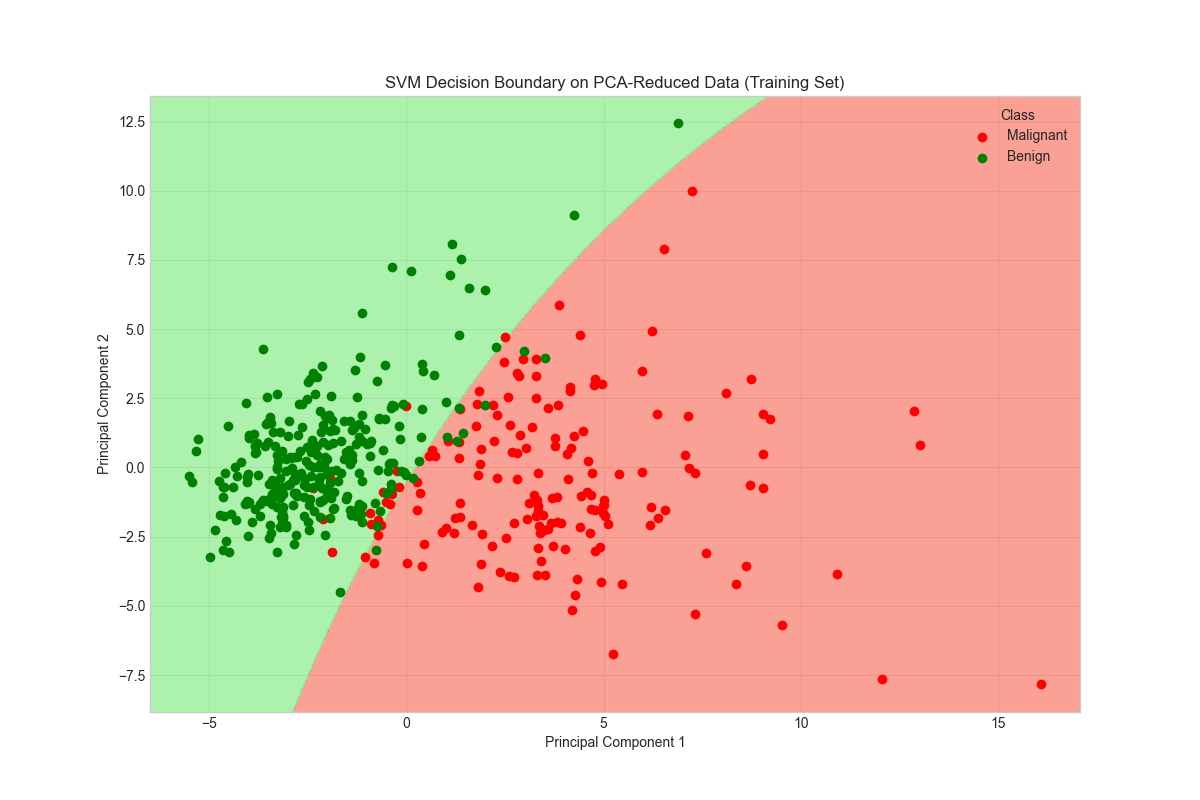 SVM Decision Boundary on PCA-Reduced Data (Training Set)
Class
Malignant
Benign
12.5
10.0
7.5
5.0
2.5
0.0
−2.5
−5.0
−7.5
Principal Component 2
−5
0
5
10
15
Principal Component 1